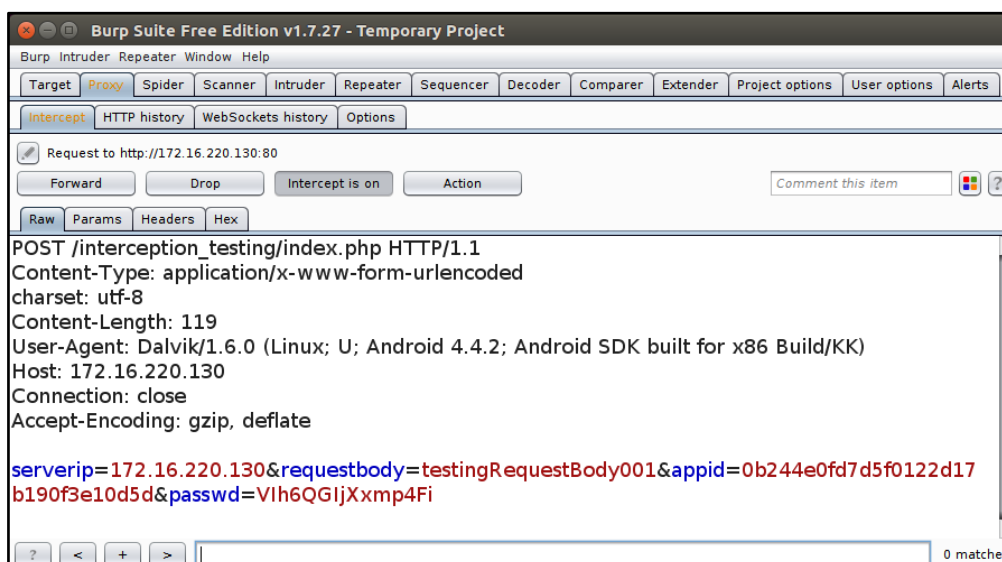 Burp Suite Free Edition v1.7.27 - Temporary Project
Burp Intruder Repeater Window Help
Target Proxy Spider Scanner Intruder Repeater Sequencer Decoder Comparer Extender Project options User options Alerts
Intercept HTTP history WebSockets history Options
Request to http://172.16.220.130:80
Forward Drop Intercept is on Action Comment this item ?
Raw Params Headers Hex
POST /interception_testing/index.php HTTP/1.1
Content-Type: application/x-www-form-urlencoded
charset: utf-8
Content-Length: 119
User-Agent: Dalvik/1.6.0 (Linux; U; Android 4.4.2; Android SDK built for x86 Build/KK)
Host: 172.16.220.130
Connection: close
Accept-Encoding: gzip, deflate
serverip=172.16.220.130&requestbody=testingRequestBody001&appid=0b244e0fd7d5f0122d17
b190f3e10d5d&passwd=VIh6QGIjXxmp4Fi
? < + > 0 matche